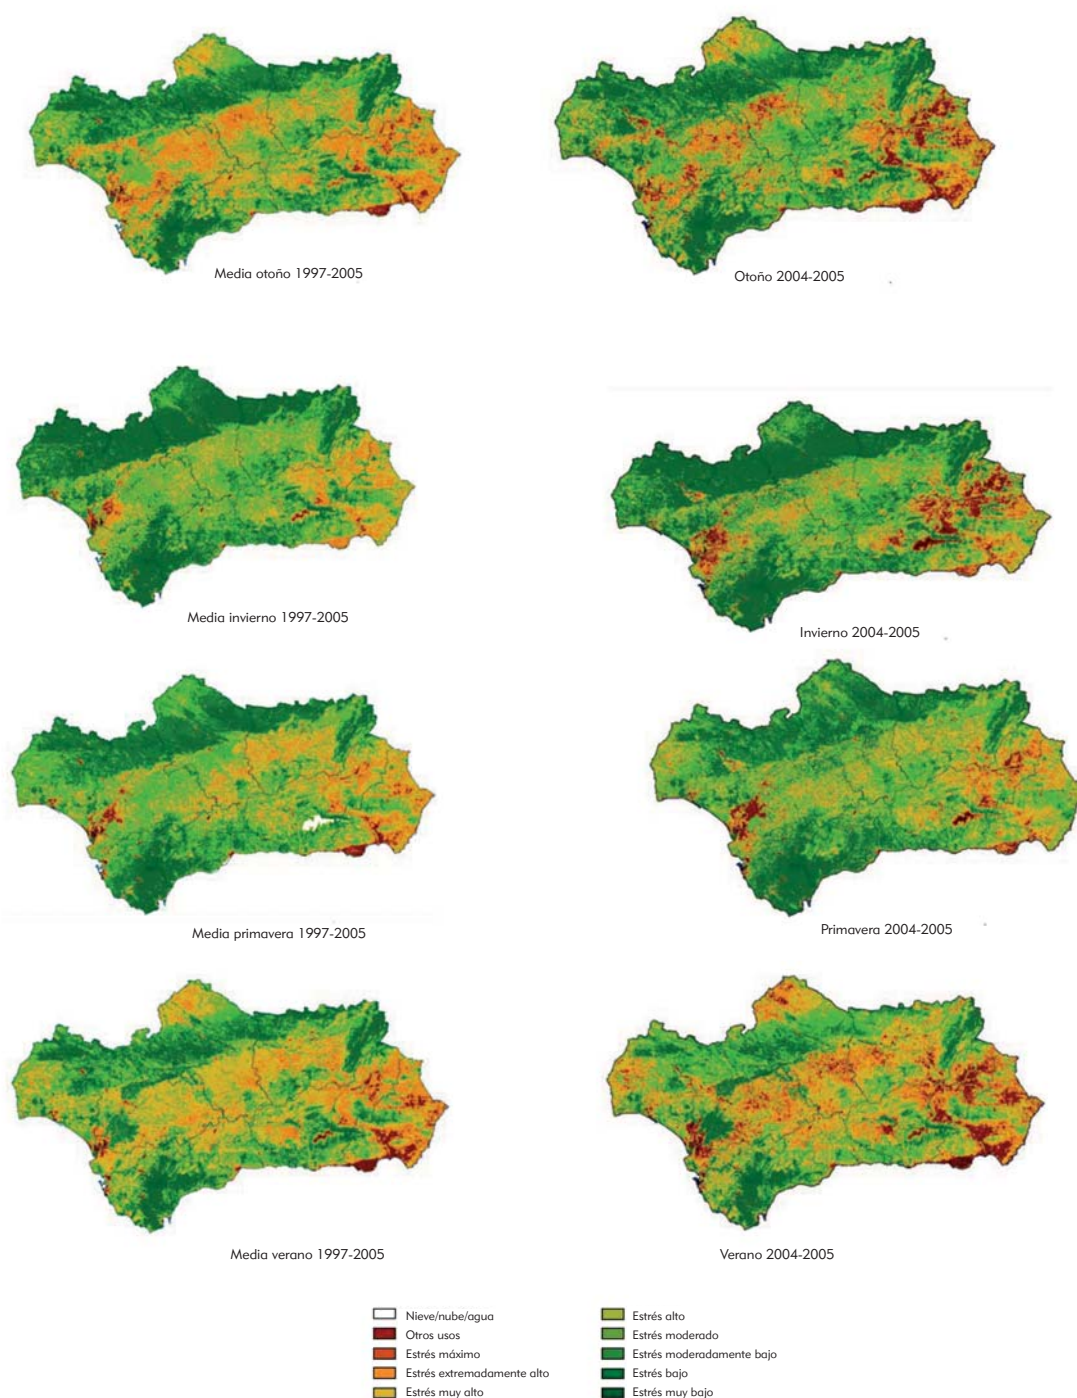 Media otoño 1997-2005
Otoño 2004-2005
Media invierno 1997-2005
Invierno 2004-2005
Media primavera 1997-2005
Primavera 2004-2005
Media verano 1997-2005
Verano 2004-2005
Nieve/nube/agua
Otros usos
Estrés máximo
Estrés extremadamente alto
Estrés muy alto
Estrés alto
Estrés moderado
Estrés moderadamente bajo
Estrés bajo
Estrés muy bajo